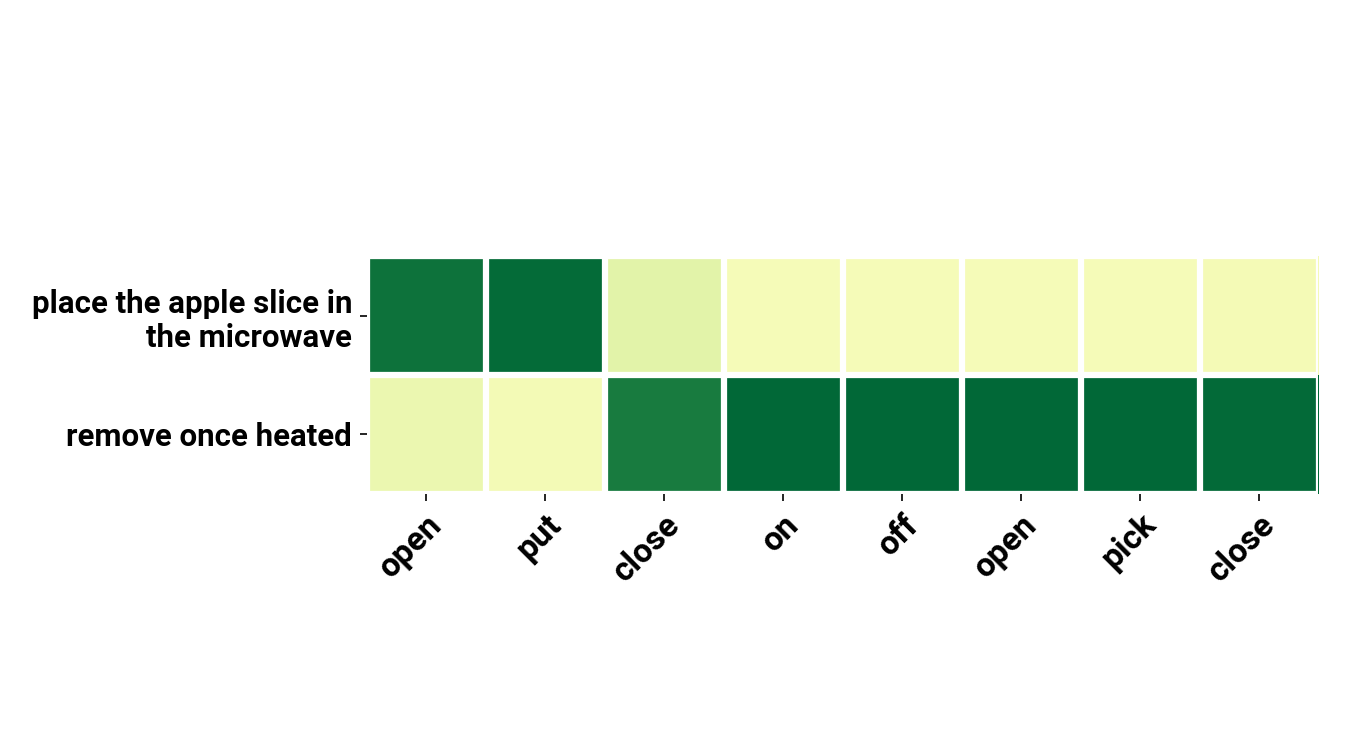 place the apple slice in
the microwave
remove once heated
open
put
close
on
off
open
pick
close